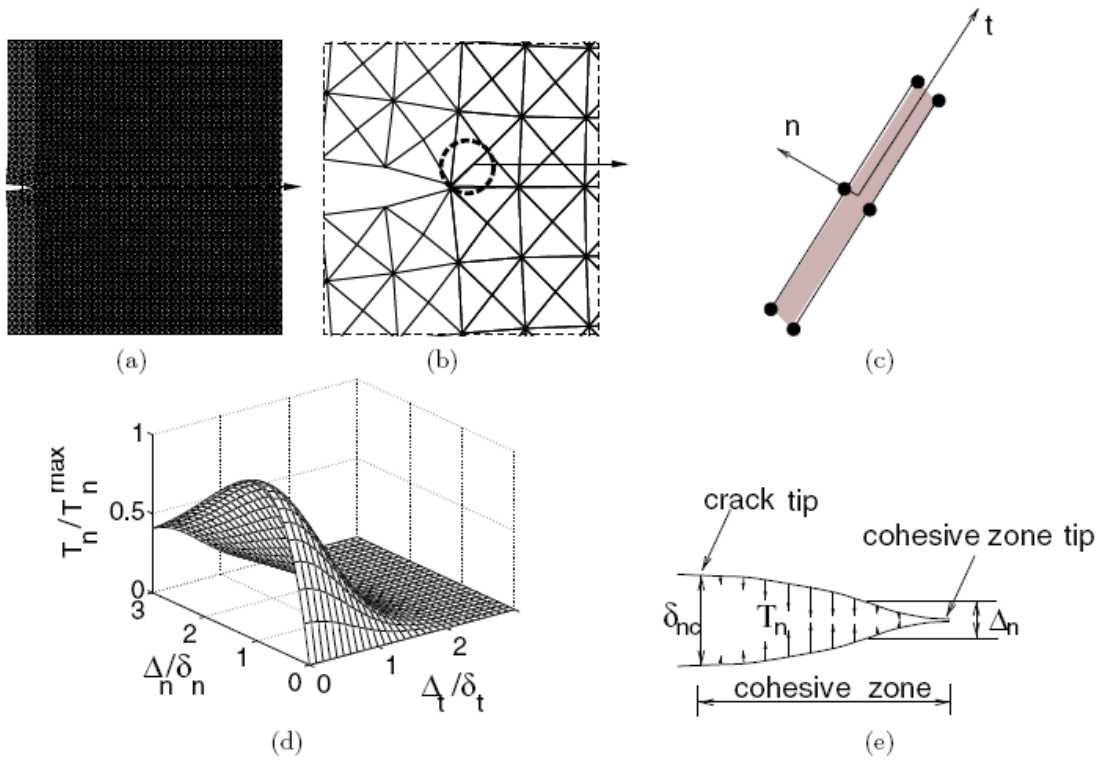 t
n
(a)
(b)
(c)
1
0.5
0
T_n/T_n^max
3
2
1
0
Δ_n/δ_n
0
1
2
Δ_t/δ_t
(d)
crack tip
cohesive zone tip
δ_nc
T_n
Δ_n
cohesive zone
(e)